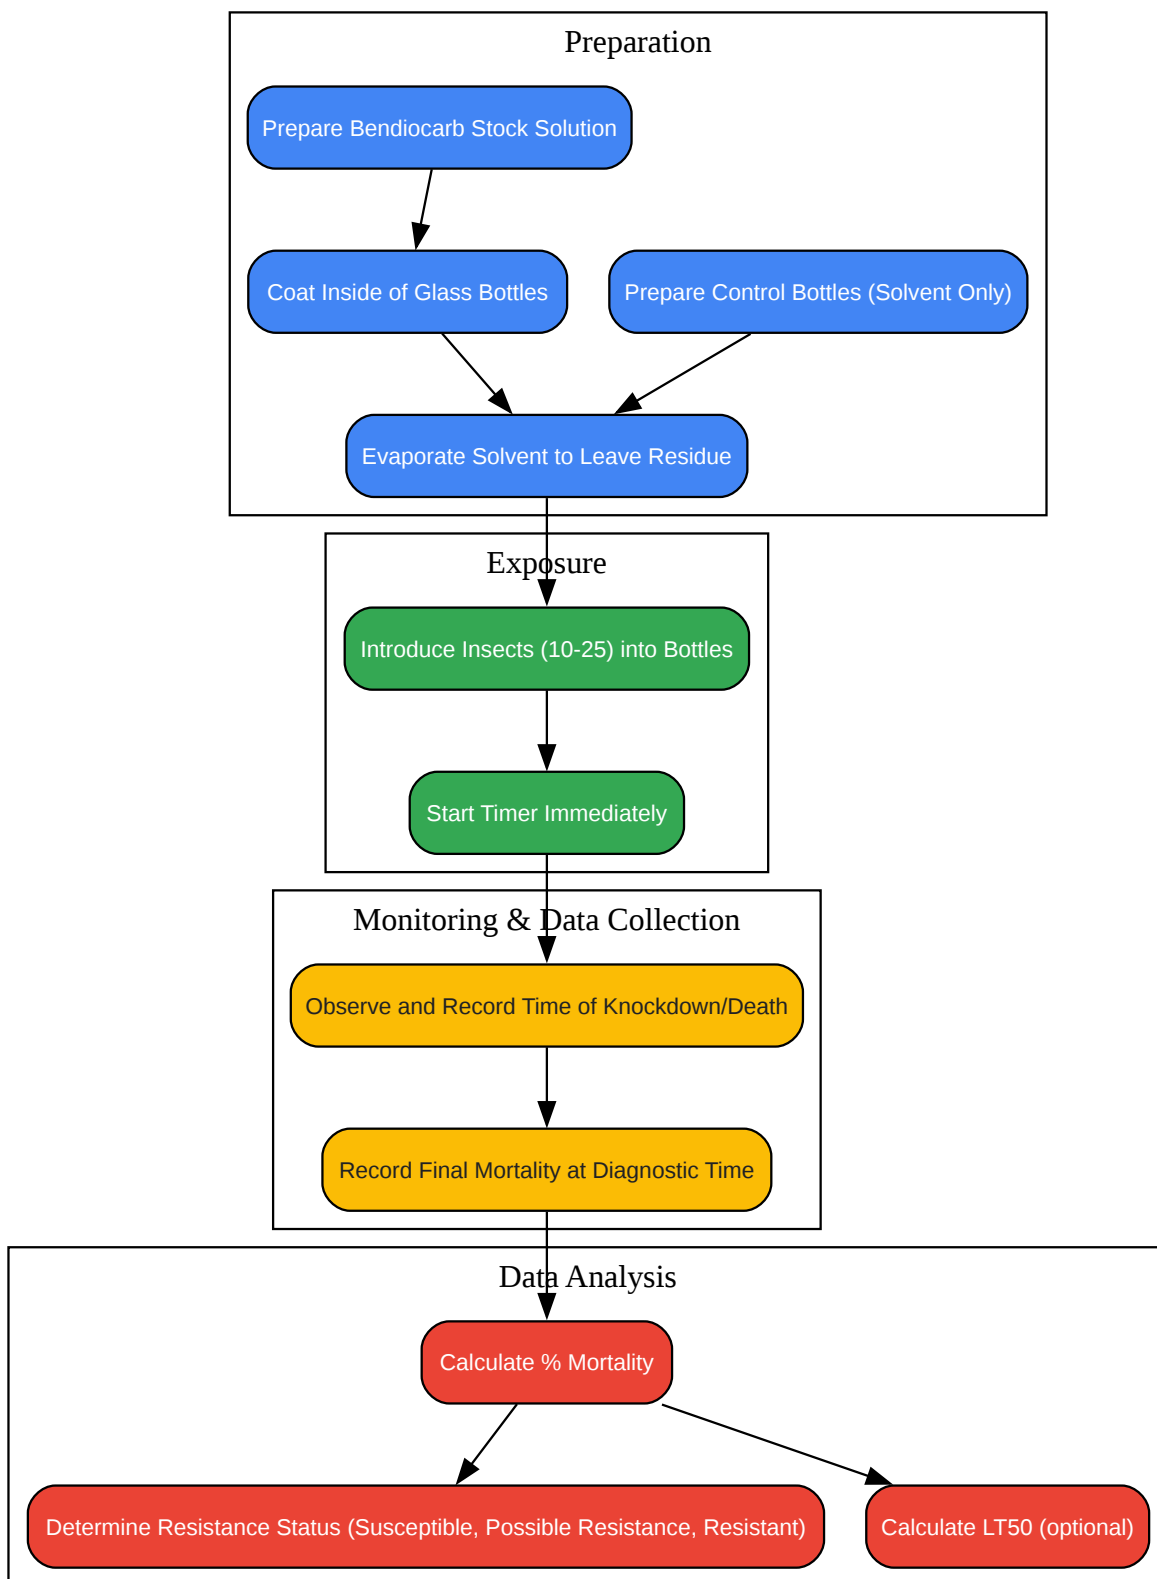 Preparation
Prepare Bendiocarb Stock Solution
Coat Inside of Glass Bottles
Prepare Control Bottles (Solvent Only)
Evaporate Solvent to Leave Residue
Exposure
Introduce Insects (10-25) into Bottles
Start Timer Immediately
Monitoring & Data Collection
Observe and Record Time of Knockdown/Death
Record Final Mortality at Diagnostic Time
Data Analysis
Calculate % Mortality
Determine Resistance Status (Susceptible, Possible Resistance, Resistant)
Calculate LT50 (optional)